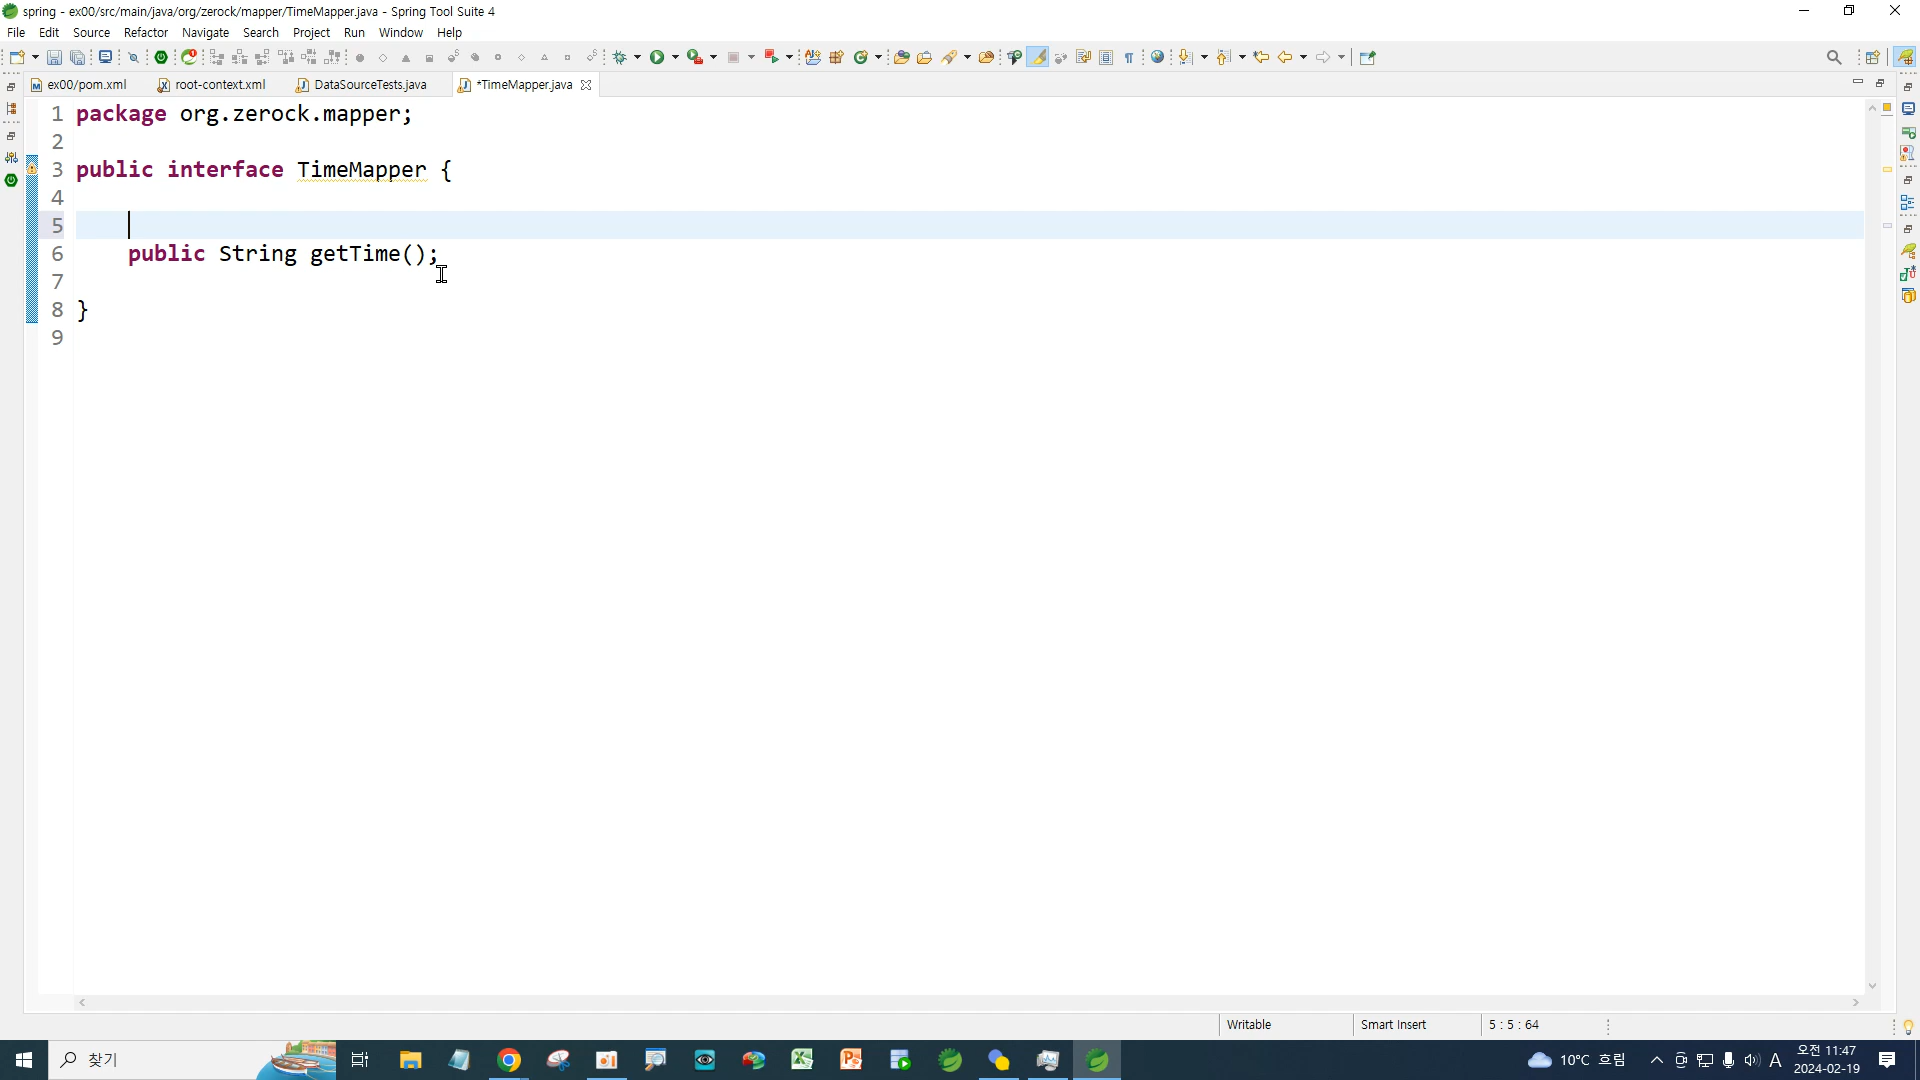 spring - ex00/src/main/java/org/zerock/mapper/TimeMapper.java - Spring Tool Suite 4
File Edit Source Refactor Navigate Search Project Run Window Help
ex00/pom.xml root-context.xml DataSourceTests.java *TimeMapper.java
1 package org.zerock.mapper;
2
3 public interface TimeMapper {
4
5
6 public String getTime();
7
8 }
9
Writable Smart Insert 5 : 5 : 64
찾기 10°C 흐림 A 오전 11:47
2024-02-19